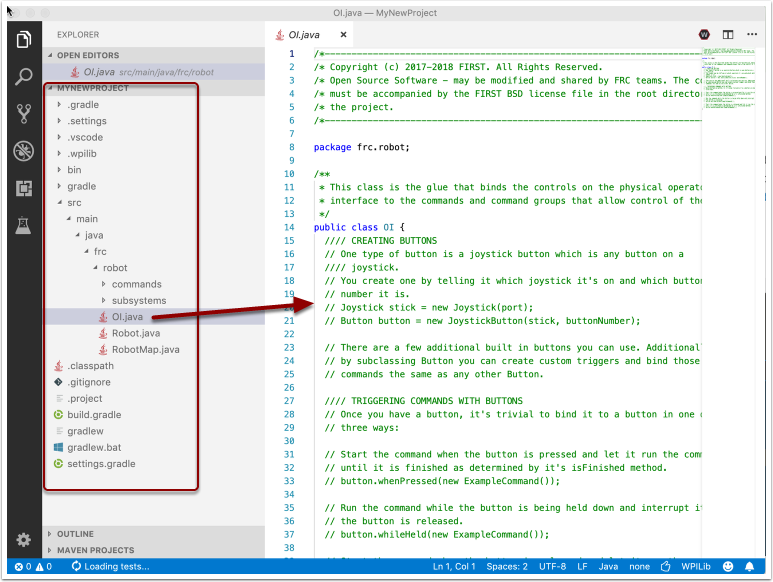 OI.java — MyNewProject
EXPLORER
OPEN EDITORS
OI.java src/main/java/frc/robot
MYNEWPROJECT
.gradle
.settings
.vscode
.wpilib
bin
gradle
src
main
java
frc
robot
commands
subsystems
OI.java
Robot.java
RobotMap.java
.classpath
.gitignore
.project
build.gradle
gradlew
gradlew.bat
settings.gradle
OUTLINE
MAVEN PROJECTS
OI.java
1 /*----------------------------------------------------------------------
2 /* Copyright (c) 2017-2018 FIRST. All Rights Reserved.
3 /* Open Source Software - may be modified and shared by FRC teams. The c
4 /* must be accompanied by the FIRST BSD license file in the root director
5 /* the project.
6 /*----------------------------------------------------------------------
7
8 package frc.robot;
9
10 /**
11 * This class is the glue that binds the controls on the physical operat
12 * interface to the commands and command groups that allow control of the
13 */
14 public class OI {
15 //// CREATING BUTTONS
16 // One type of button is a joystick button which is any button on a
17 //// joystick.
18 // You create one by telling it which joystick it's on and which button
19 // number it is.
20 // Joystick stick = new Joystick(port);
21 // Button button = new JoystickButton(stick, buttonNumber);
22
23 // There are a few additional built in buttons you can use. Additional
24 // by subclassing Button you can create custom triggers and bind those
25 // commands the same as any other Button.
26
27 //// TRIGGERING COMMANDS WITH BUTTONS
28 // Once you have a button, it's trivial to bind it to a button in one o
29 // three ways:
30
31 // Start the command when the button is pressed and let it run the com
32 // until it is finished as determined by it's isFinished method.
33 // button.whenPressed(new ExampleCommand());
34
35 // Run the command while the button is being held down and interrupt it
36 // the button is released.
37 // button.whileHeld(new ExampleCommand());
38
0 0 Loading tests...
Ln 1, Col 1 Spaces: 2 UTF-8 LF Java none WPILib